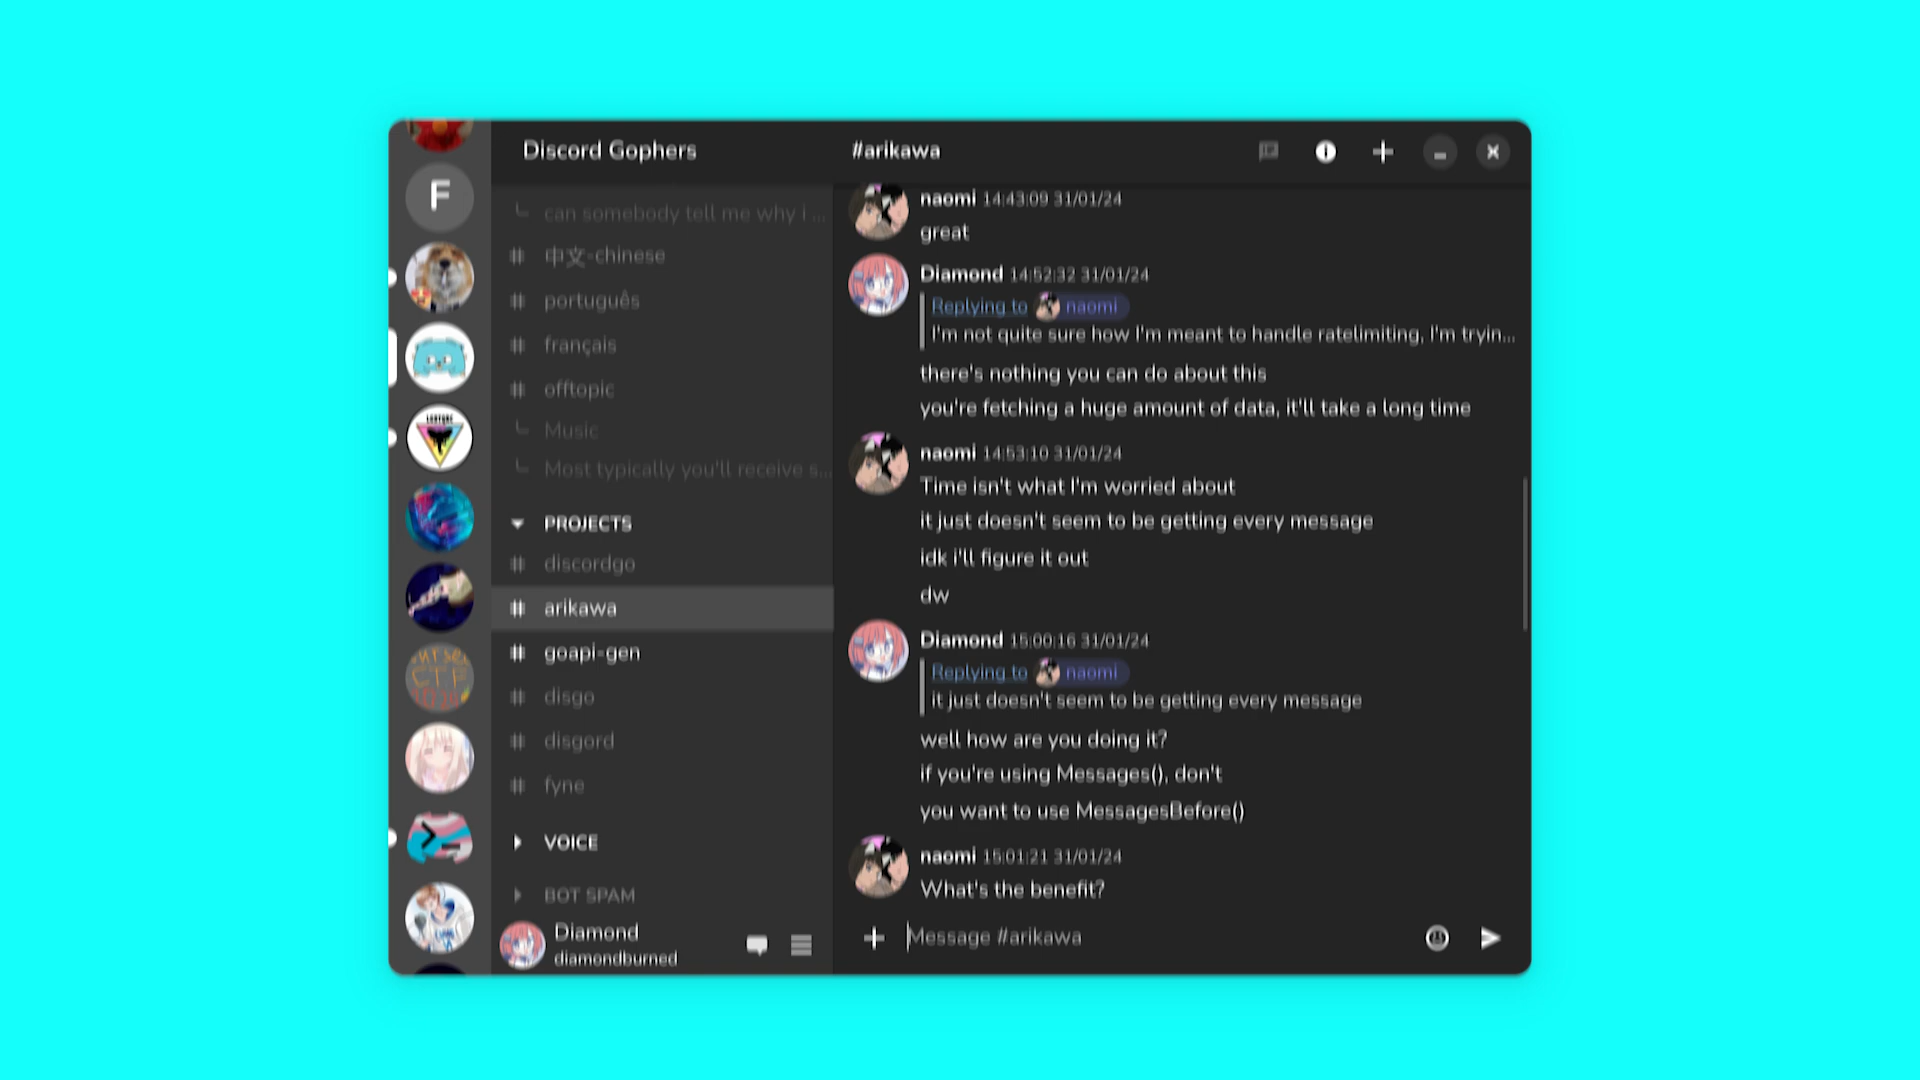 Discord Gophers
#arikawa
F
can somebody tell me why i ...
# 中文-chinese
# português
# français
# offtopic
Music
Most typically you'll receive s...
PROJECTS
# discordgo
# arikawa
# goapi-gen
# disgo
# disgord
# fyne
VOICE
BOT SPAM
Diamond
diamondburned
naomi 14:43:09 31/01/24
great
Diamond 14:52:32 31/01/24
Replying to naomi
I'm not quite sure how I'm meant to handle ratelimiting, I'm tryin...
there's nothing you can do about this
you're fetching a huge amount of data, it'll take a long time
naomi 14:53:10 31/01/24
Time isn't what I'm worried about
it just doesn't seem to be getting every message
idk i'll figure it out
dw
Diamond 15:00:16 31/01/24
Replying to naomi
it just doesn't seem to be getting every message
well how are you doing it?
if you're using Messages(), don't
you want to use MessagesBefore()
naomi 15:01:21 31/01/24
What's the benefit?
Message #arikawa